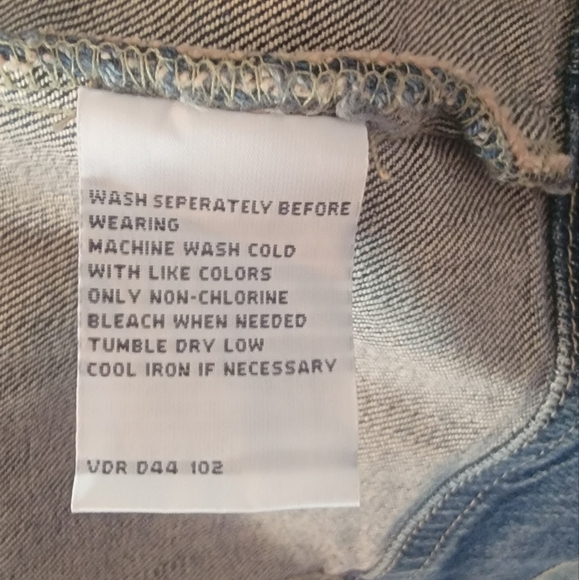 WASH SEPERATELY BEFORE
WEARING
MACHINE WASH COLD
WITH LIKE COLORS
ONLY NON-CHLORINE
BLEACH WHEN NEEDED
TUMBLE DRY LOW
COOL IRON IF NECESSARY
VDR D44 102